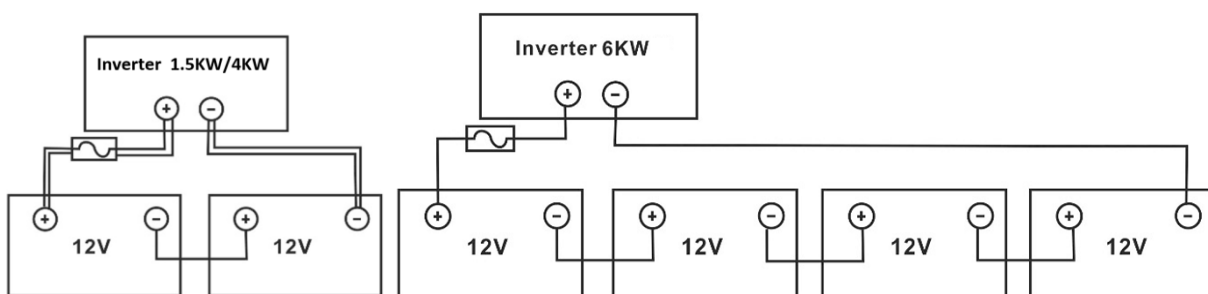 Inverter 1.5KW/4KW
+ −
+ − + −
12V 12V
Inverter 6KW
+ −
+ − + − + − + −
12V 12V 12V 12V